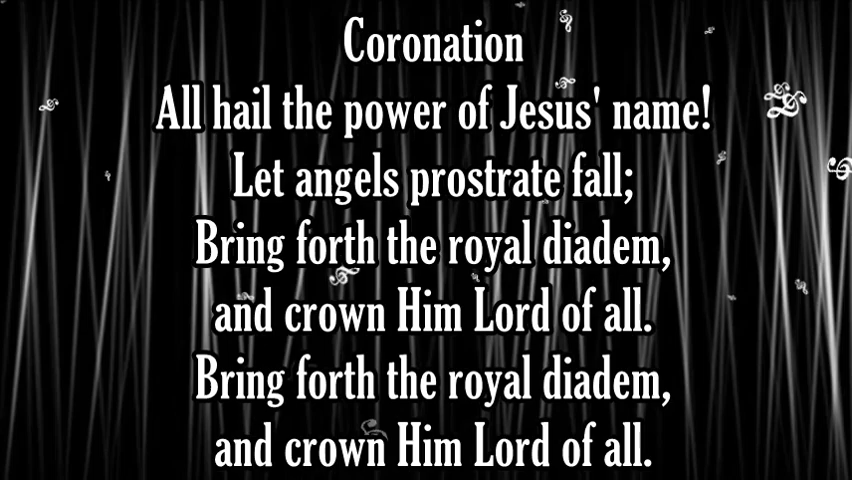 Coronation
All hail the power of Jesus' name!
Let angels prostrate fall;
Bring forth the royal diadem,
and crown Him Lord of all.
Bring forth the royal diadem,
and crown Him Lord of all.